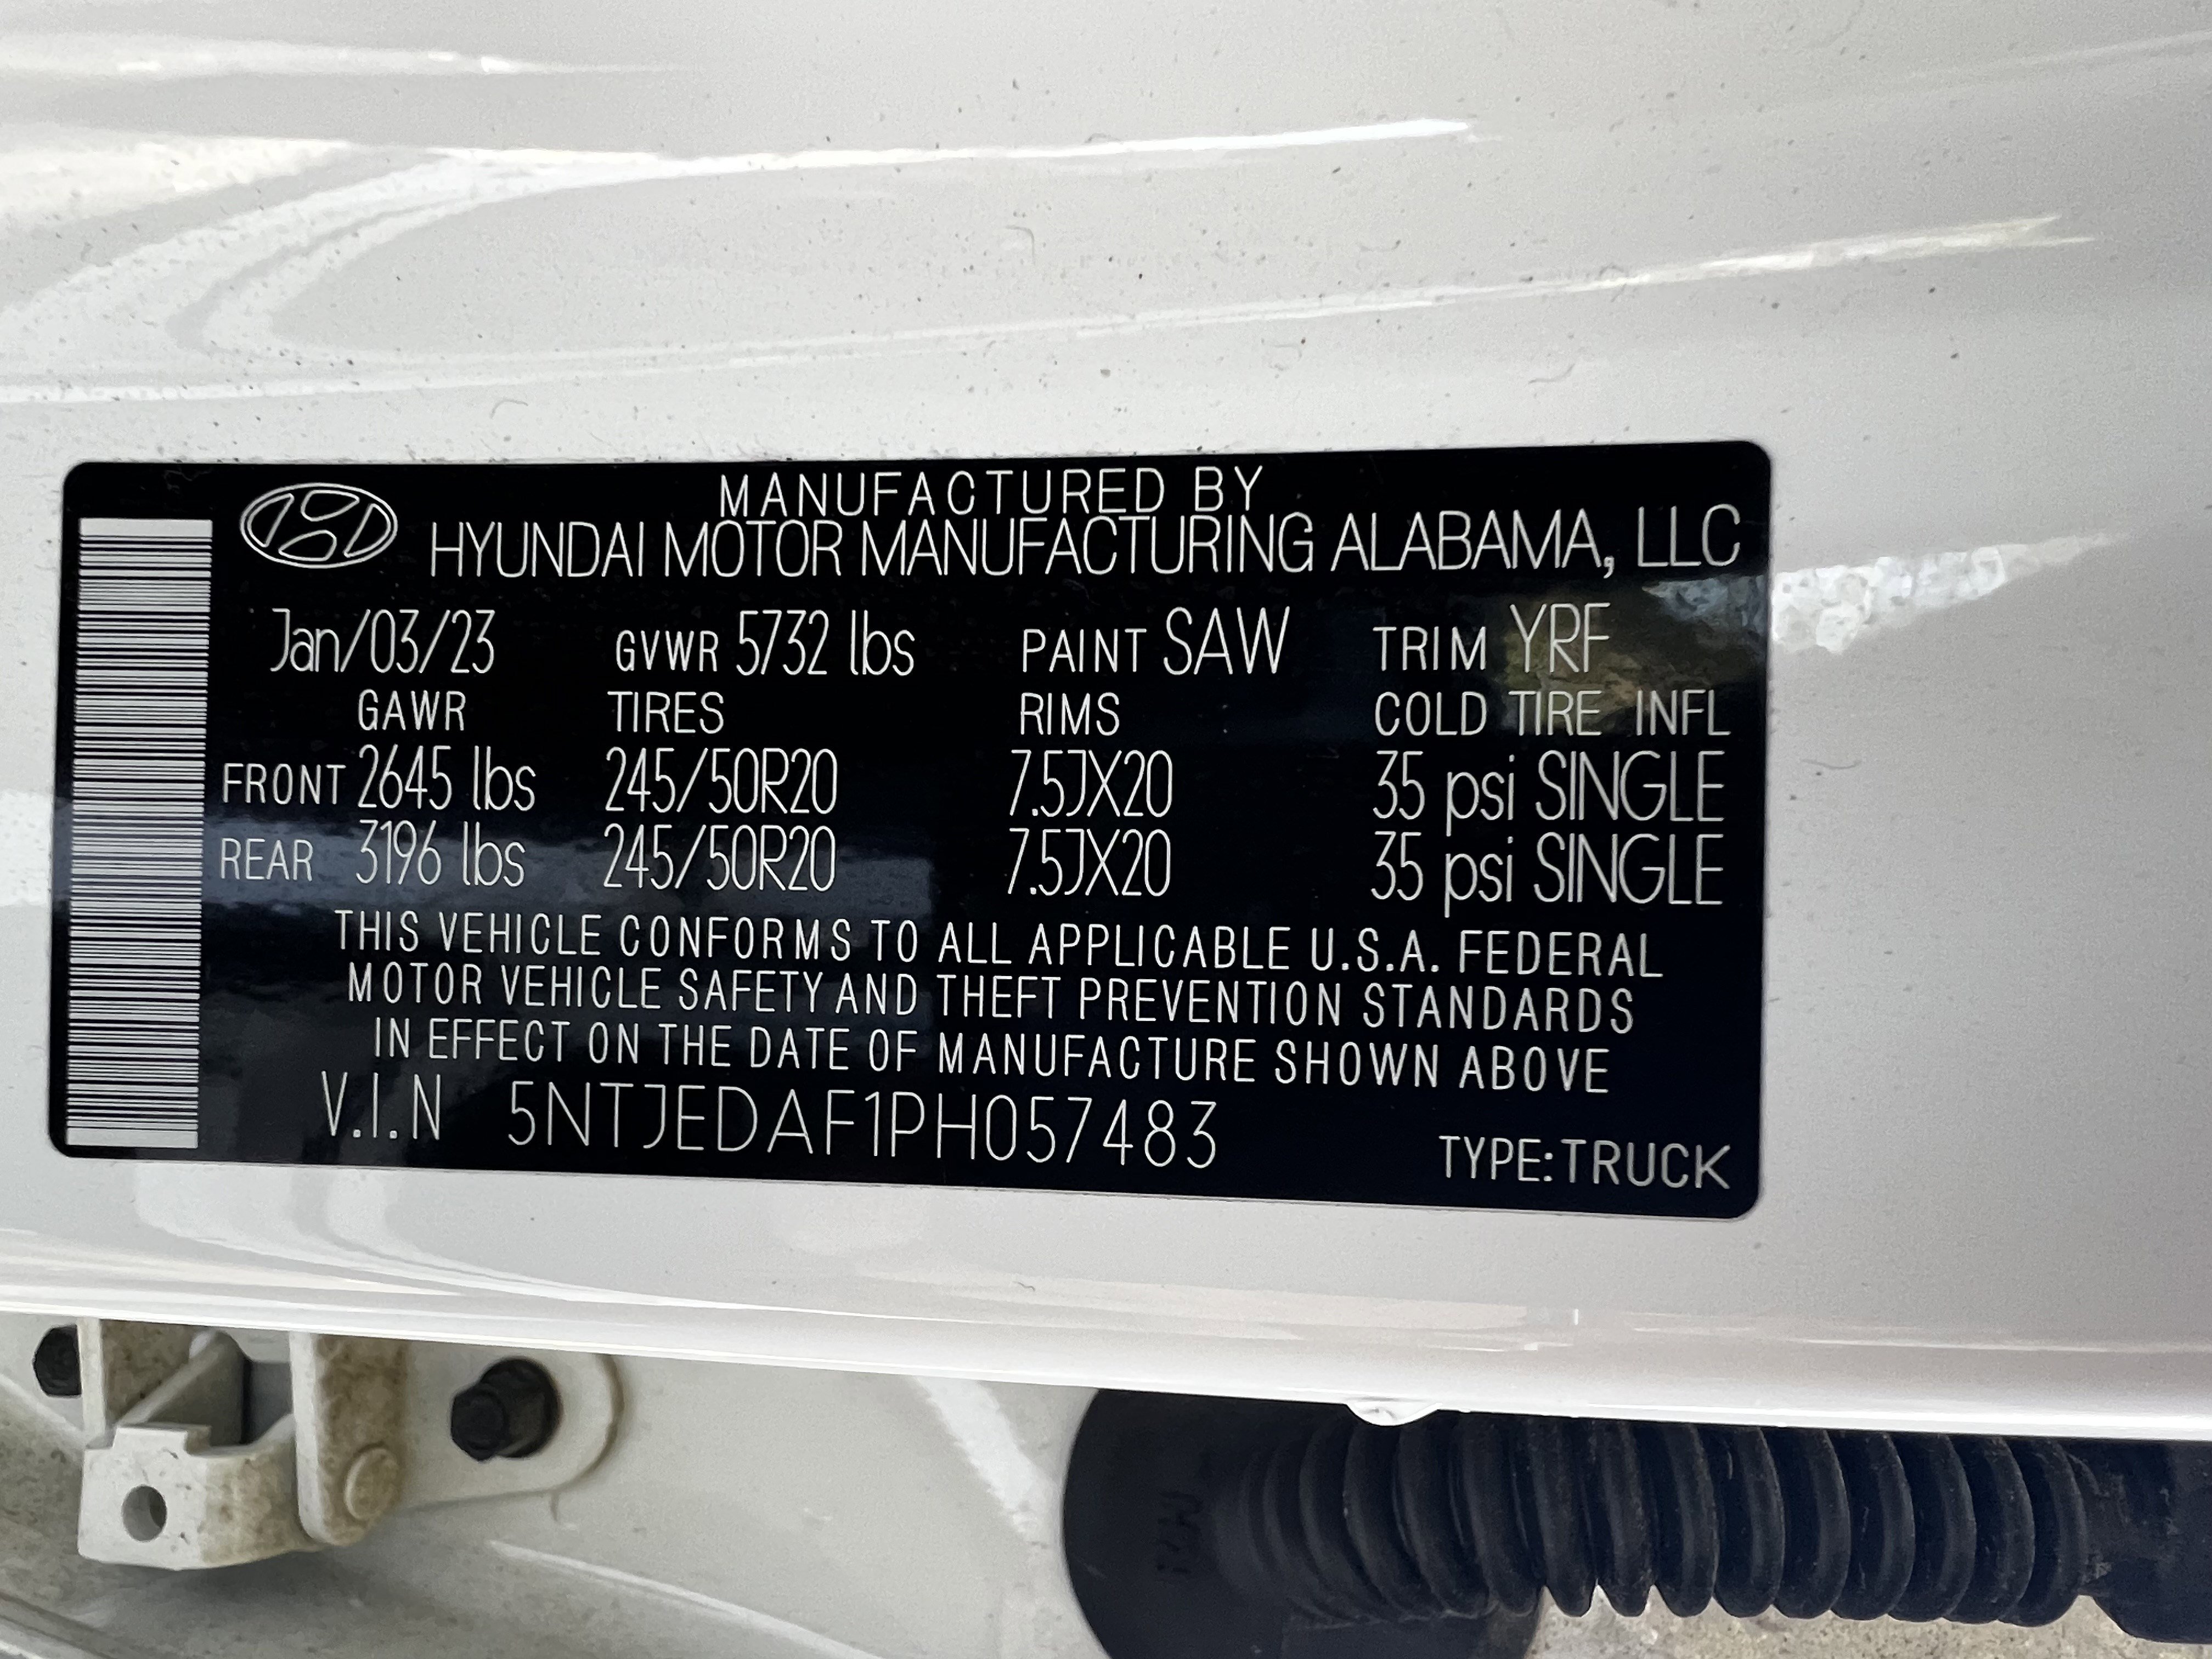 MANUFACTURED BY
HYUNDAI MOTOR MANUFACTURING ALABAMA, LLC
Jan/03/23 GVWR 5732 lbs PAINT SAW TRIM YRF
GAWR TIRES RIMS COLD TIRE INFL
FRONT 2645 lbs 245/50R20 7.5JX20 35 psi SINGLE
REAR 3196 lbs 245/50R20 7.5JX20 35 psi SINGLE
THIS VEHICLE CONFORMS TO ALL APPLICABLE U.S.A. FEDERAL
MOTOR VEHICLE SAFETY AND THEFT PREVENTION STANDARDS
IN EFFECT ON THE DATE OF MANUFACTURE SHOWN ABOVE
V.I.N 5NTJEDAF1PH057483
TYPE:TRUCK